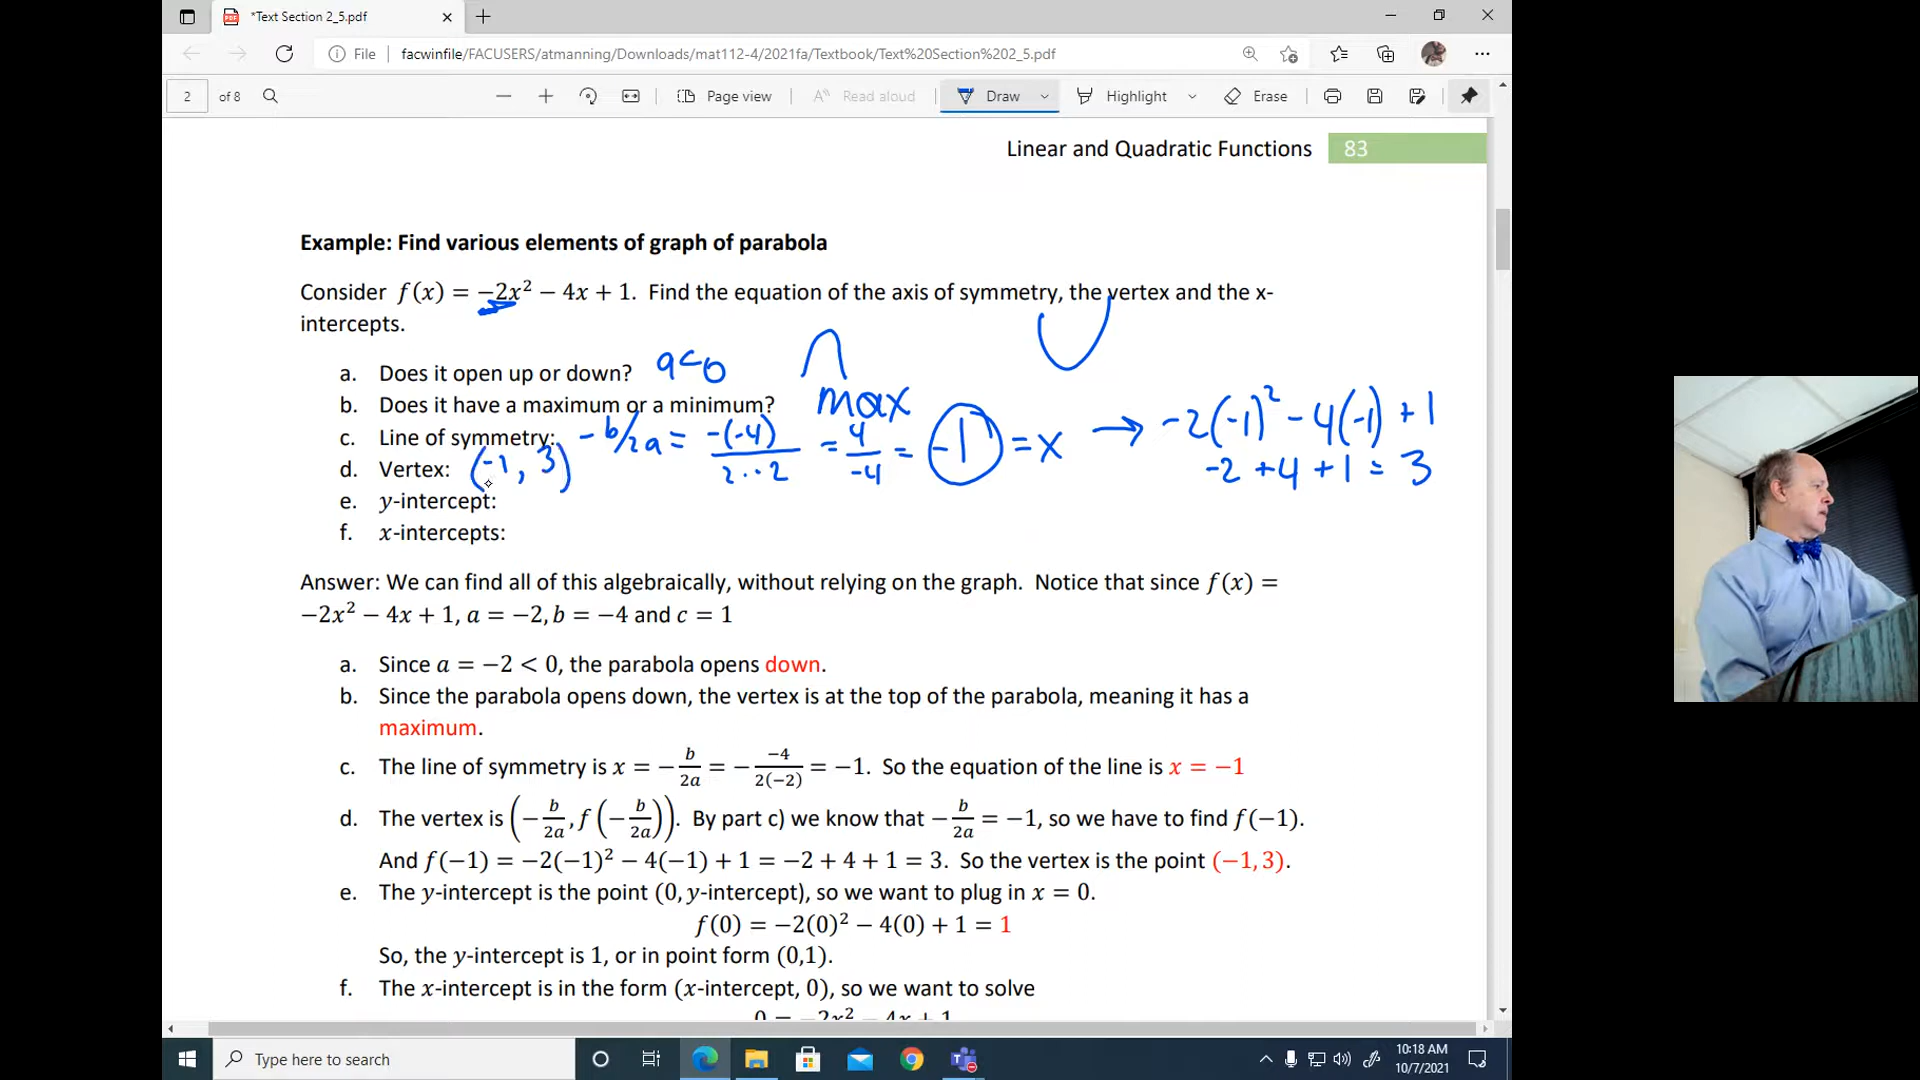 *Text Section 2_5.pdf
File facwinfile/FACUSERS/atmanning/Downloads/mat112-4/2021fa/Textbook/Text%20Section%202_5.pdf
2 of 8 Page view Read aloud Draw Highlight Erase
Linear and Quadratic Functions 83
Example: Find various elements of graph of parabola
Consider f(x) = −2x² − 4x + 1. Find the equation of the axis of symmetry, the vertex and the x-
intercepts.
a. Does it open up or down? a<0
b. Does it have a maximum or a minimum? max
c. Line of symmetry: -b/2a = -(-4)/2·-2 = 4/-4 = -1 = x → -2(-1)² - 4(-1) + 1
-2 + 4 + 1 = 3
d. Vertex: (-1, 3)
e. y-intercept:
f. x-intercepts:
Answer: We can find all of this algebraically, without relying on the graph. Notice that since f(x) =
−2x² − 4x + 1, a = −2, b = −4 and c = 1
a. Since a = −2 < 0, the parabola opens down.
b. Since the parabola opens down, the vertex is at the top of the parabola, meaning it has a
maximum.
c. The line of symmetry is x = −b/2a = −−4/2(−2) = −1. So the equation of the line is x = −1
d. The vertex is (−b/2a, f(−b/2a)). By part c) we know that −b/2a = −1, so we have to find f(−1).
And f(−1) = −2(−1)² − 4(−1) + 1 = −2 + 4 + 1 = 3. So the vertex is the point (−1, 3).
e. The y-intercept is the point (0, y-intercept), so we want to plug in x = 0.
f(0) = −2(0)² − 4(0) + 1 = 1
So, the y-intercept is 1, or in point form (0,1).
f. The x-intercept is in the form (x-intercept, 0), so we want to solve
0 = −2x² − 4x + 1
Type here to search
10:18 AM
10/7/2021